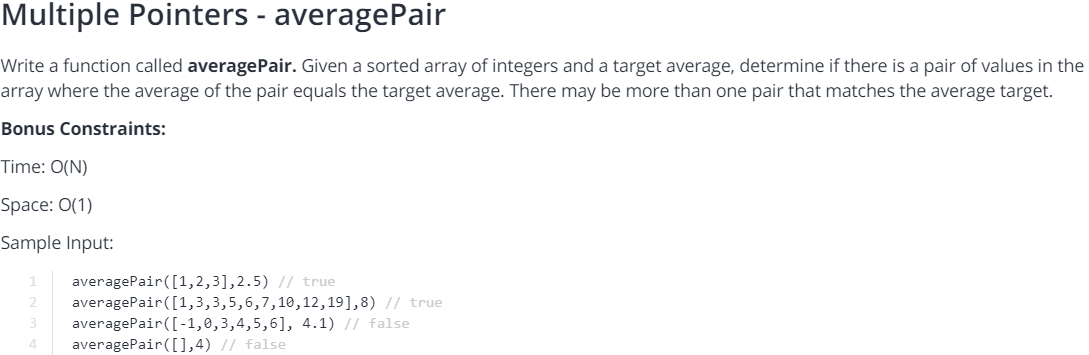 Multiple Pointers - averagePair
Write a function called averagePair. Given a sorted array of integers and a target average, determine if there is a pair of values in the
array where the average of the pair equals the target average. There may be more than one pair that matches the average target.
Bonus Constraints:
Time: O(N)
Space: O(1)
Sample Input:
1 averagePair([1,2,3],2.5) // true
2 averagePair([1,3,3,5,6,7,10,12,19],8) // true
3 averagePair([-1,0,3,4,5,6], 4.1) // false
4 averagePair([],4) // false